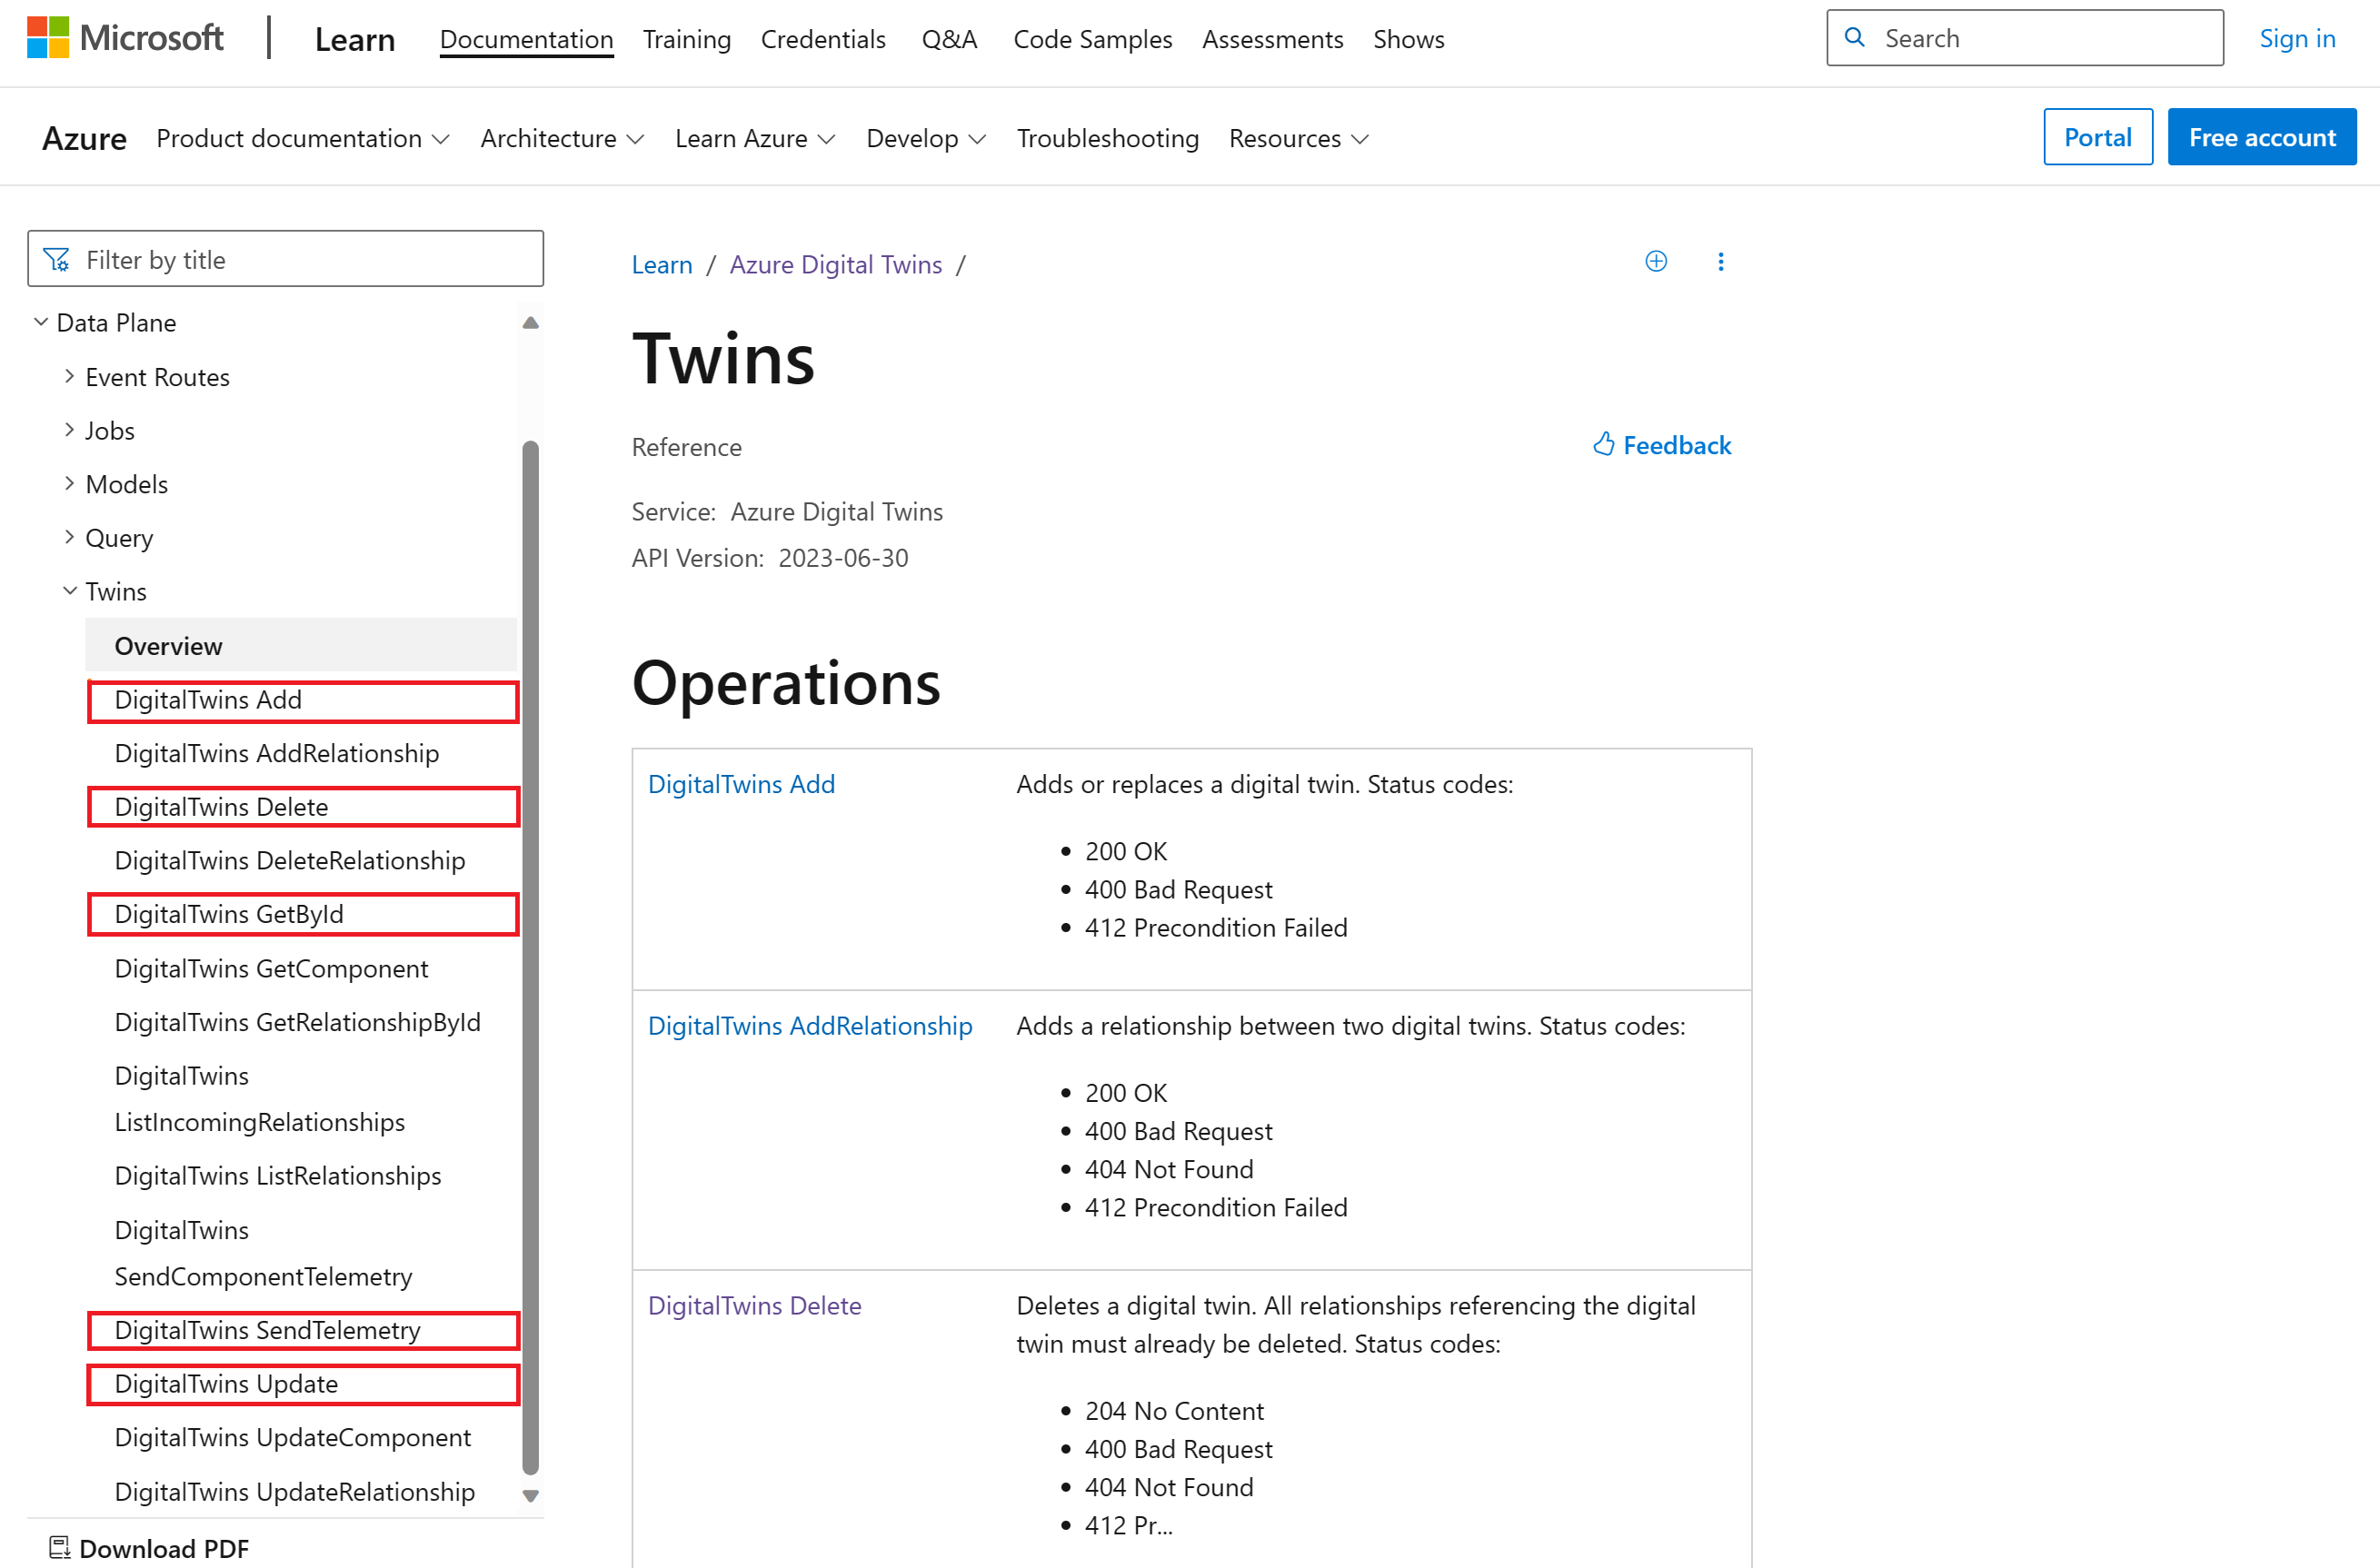 Microsoft
Learn
Documentation
Training
Credentials
Q&A
Code Samples
Assessments
Shows
Search
Sign in
Azure
Product documentation
Architecture
Learn Azure
Develop
Troubleshooting
Resources
Portal
Free account
Filter by title
Data Plane
Event Routes
Jobs
Models
Query
Twins
Overview
DigitalTwins Add
DigitalTwins AddRelationship
DigitalTwins Delete
DigitalTwins DeleteRelationship
DigitalTwins GetById
DigitalTwins GetComponent
DigitalTwins GetRelationshipById
DigitalTwins
ListIncomingRelationships
DigitalTwins ListRelationships
DigitalTwins
SendComponentTelemetry
DigitalTwins SendTelemetry
DigitalTwins Update
DigitalTwins UpdateComponent
DigitalTwins UpdateRelationship
Download PDF
Learn / Azure Digital Twins /
Twins
Reference
Feedback
Service: Azure Digital Twins
API Version: 2023-06-30
Operations
DigitalTwins Add
Adds or replaces a digital twin. Status codes:
• 200 OK
• 400 Bad Request
• 412 Precondition Failed
DigitalTwins AddRelationship
Adds a relationship between two digital twins. Status codes:
• 200 OK
• 400 Bad Request
• 404 Not Found
• 412 Precondition Failed
DigitalTwins Delete
Deletes a digital twin. All relationships referencing the digital
twin must already be deleted. Status codes:
• 204 No Content
• 400 Bad Request
• 404 Not Found
• 412 Pr...